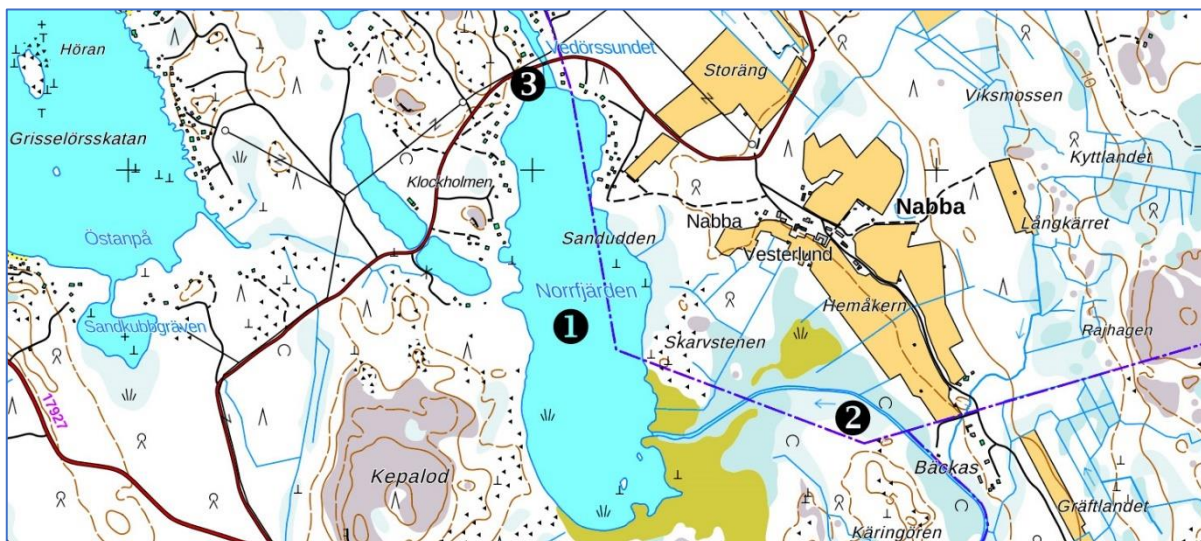 Höran
Vedörssundet
Storäng
10
3
Viksmossen
Grisselörsskatan
Kyttlandet
Klockholmen
Nabba
Nabba
Långkärret
Östanpå
Sandudden
Vesterlund
Norrfjärden
Hemåkern
Sandkubbgräven
1
Skarvstenen
Rajhagen
17927
2
Kepalod
Bäckas
Gräftlandet
Käringören